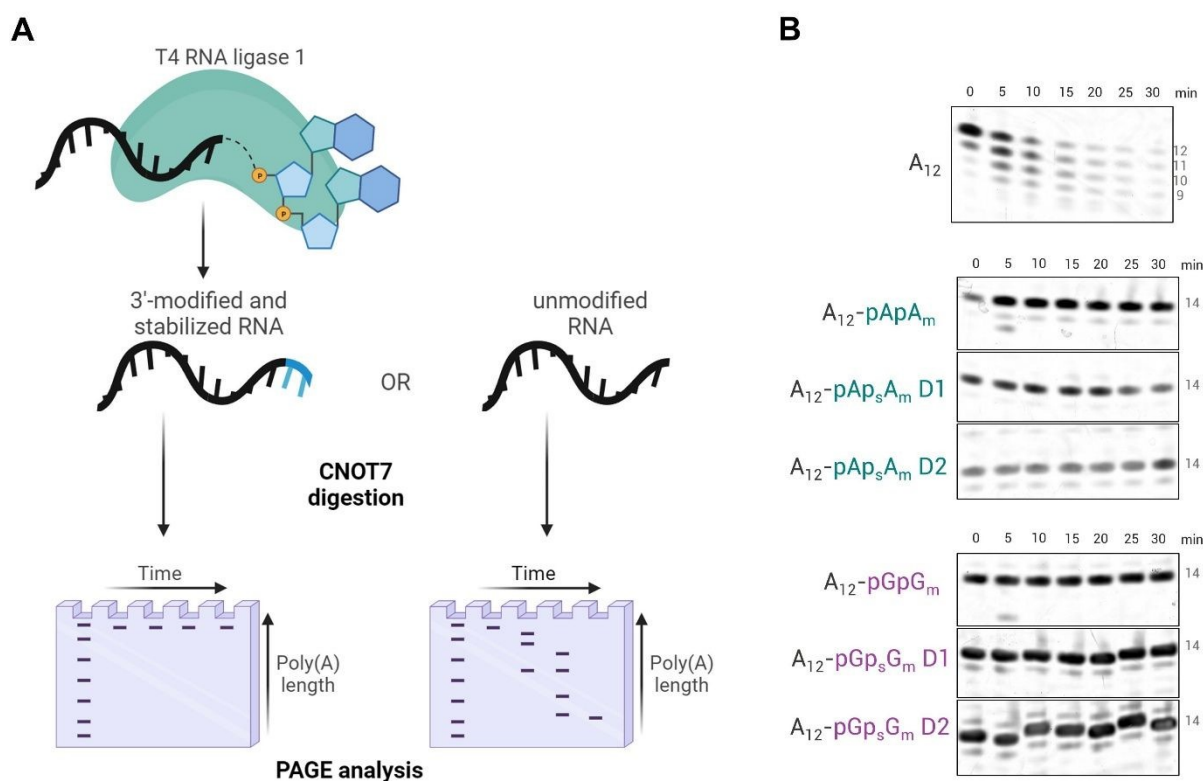 A
T4 RNA ligase 1
P
P
3'-modified and
stabilized RNA
OR
unmodified
RNA
CNOT7
digestion
Time
Poly(A)
length
Time
Poly(A)
length
PAGE analysis
B
0 5 10 15 20 25 30 min
A₁₂
12
11
10
9
0 5 10 15 20 25 30 min
A₁₂-pApAₘ 14
A₁₂-pApₛAₘ D1 14
A₁₂-pApₛAₘ D2 14
0 5 10 15 20 25 30 min
A₁₂-pGpGₘ 14
A₁₂-pGpₛGₘ D1 14
A₁₂-pGpₛGₘ D2 14